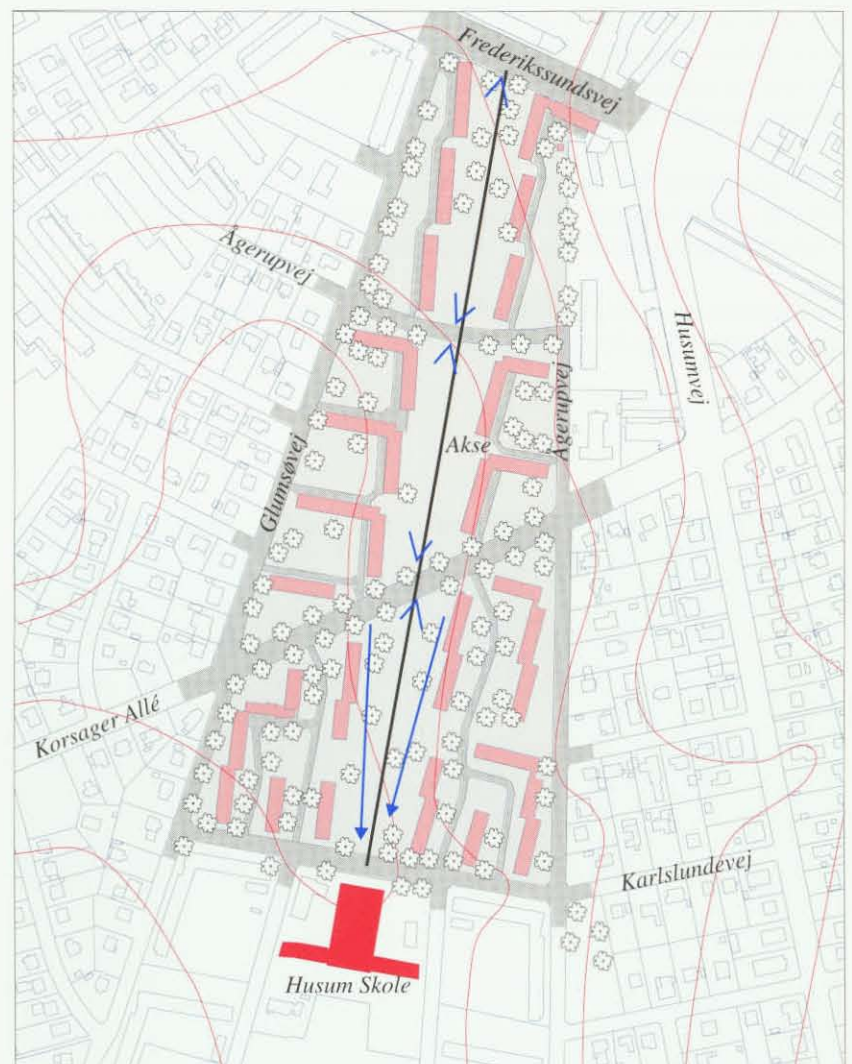 Frederikssundsvej
Ågerupvej
Husumvej
Ågerupvej
Akse
Glumsøvej
Korsager Allé
Karlslundevej
Husum Skole